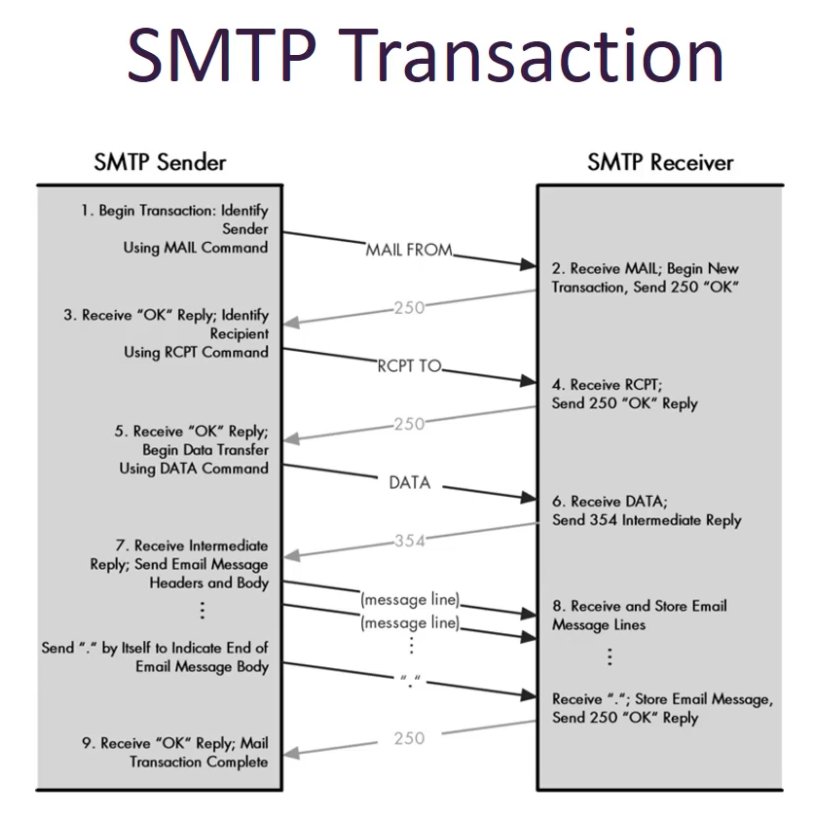 SMTP Transaction
SMTP Sender
SMTP Receiver
1. Begin Transaction: Identify
Sender
Using MAIL Command
MAIL FROM
2. Receive MAIL; Begin New
Transaction, Send 250 “OK”
250
3. Receive “OK” Reply; Identify
Recipient
Using RCPT Command
RCPT TO
4. Receive RCPT;
Send 250 “OK” Reply
250
5. Receive “OK” Reply;
Begin Data Transfer
Using DATA Command
DATA
6. Receive DATA;
Send 354 Intermediate Reply
354
7. Receive Intermediate
Reply; Send Email Message
Headers and Body
(message line)
(message line)
8. Receive and Store Email
Message Lines
Send “.” by Itself to Indicate End of
Email Message Body
“.”
Receive “.”; Store Email Message,
Send 250 “OK” Reply
250
9. Receive “OK” Reply; Mail
Transaction Complete